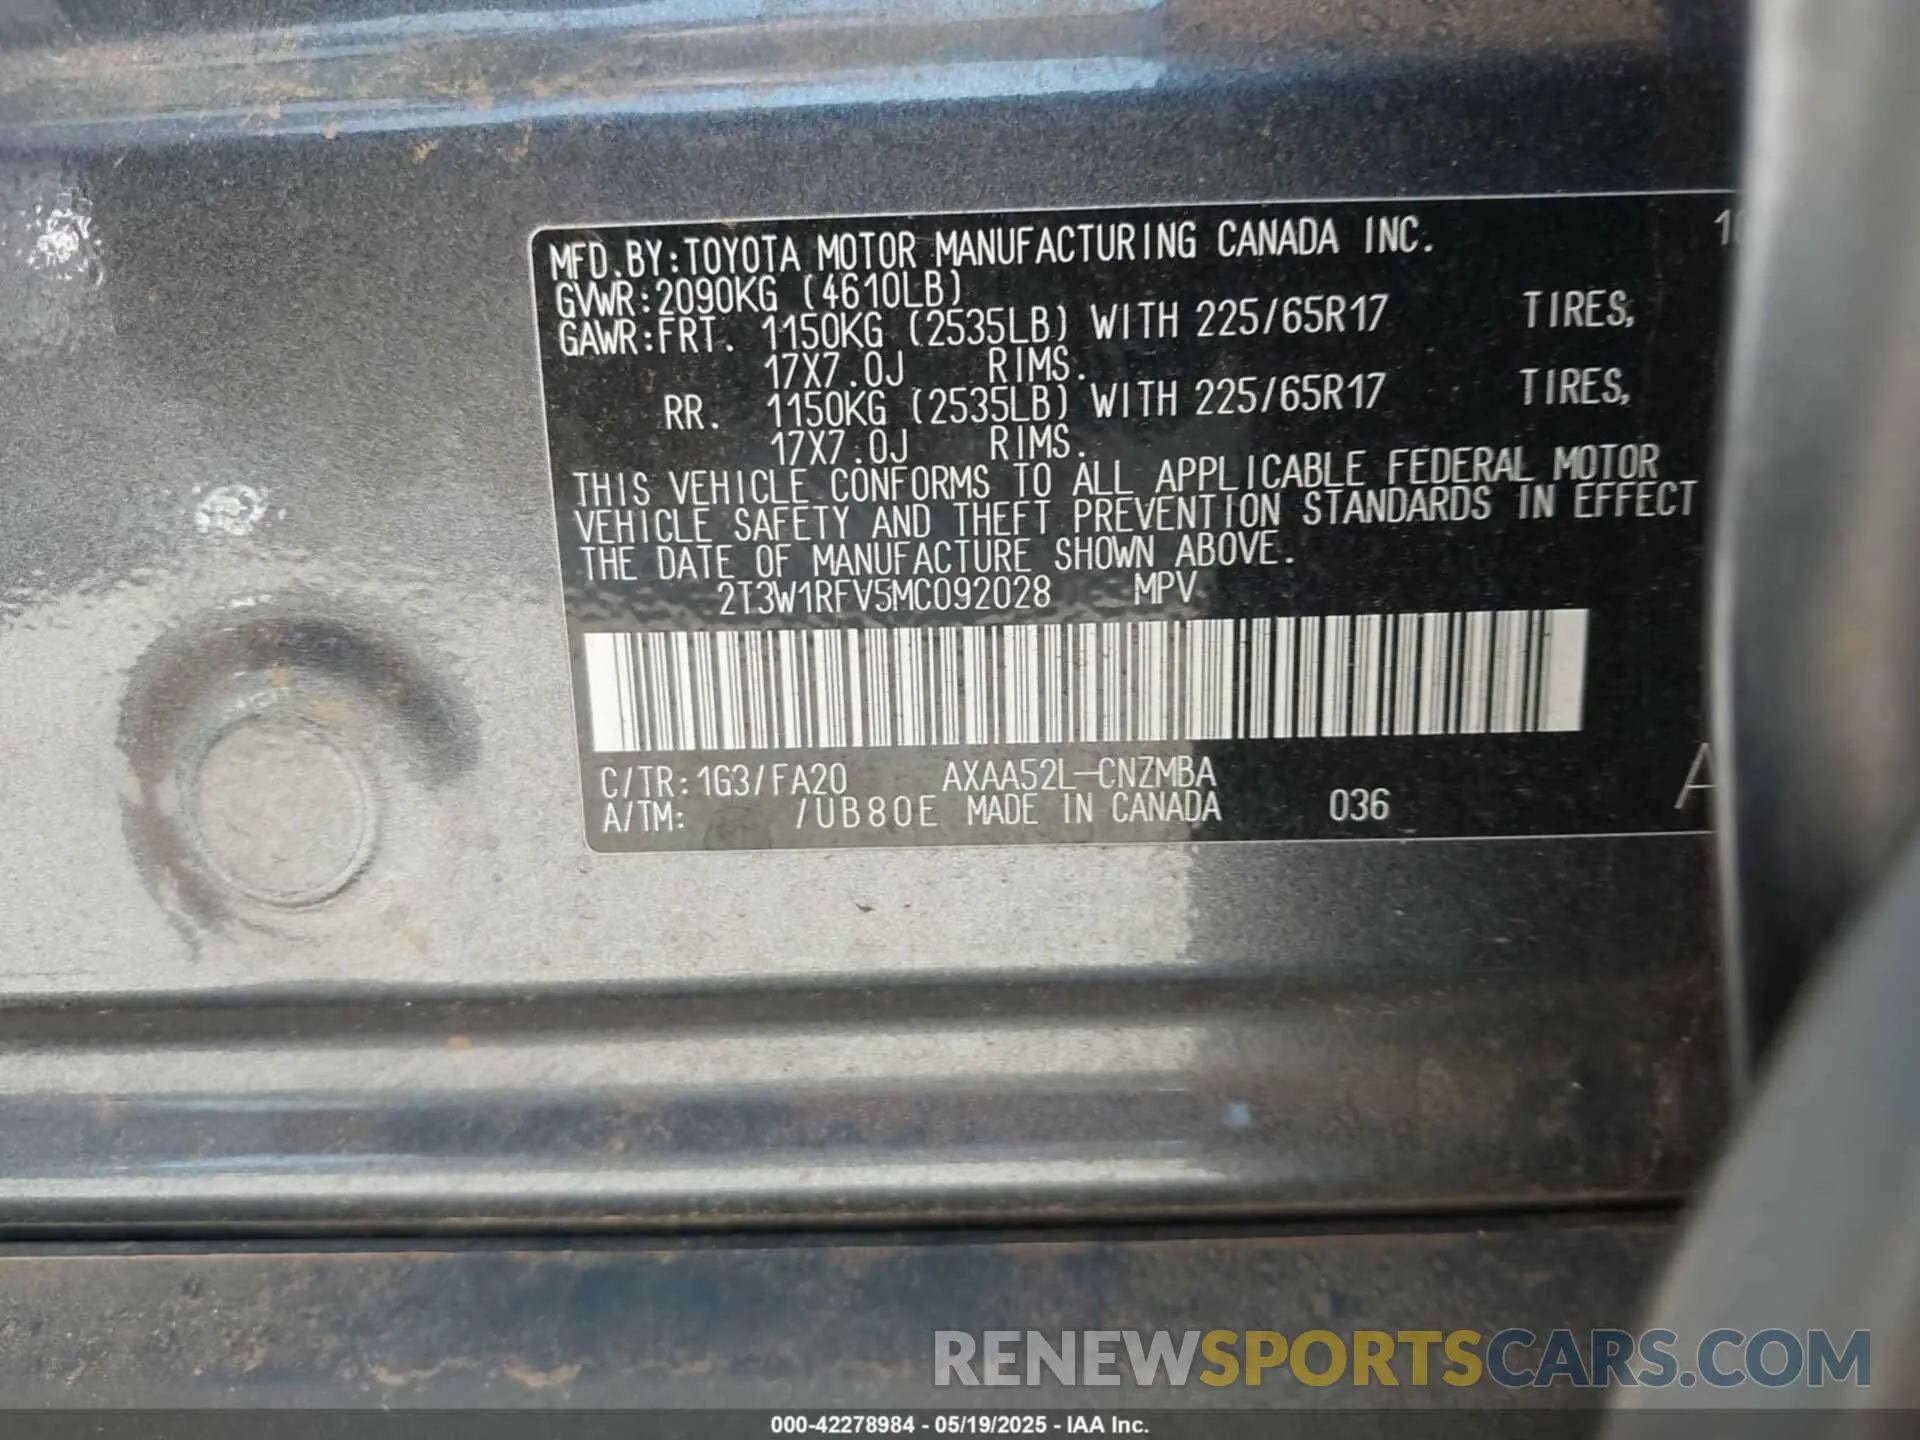 MFD.BY:TOYOTA MOTOR MANUFACTURING CANADA INC.
GVWR:2090KG (4610LB)
GAWR:FRT. 1150KG (2535LB) WITH 225/65R17 TIRES,
17X7.0J RIMS.
RR. 1150KG (2535LB) WITH 225/65R17 TIRES,
17X7.0J RIMS.
THIS VEHICLE CONFORMS TO ALL APPLICABLE FEDERAL MOTOR
VEHICLE SAFETY AND THEFT PREVENTION STANDARDS IN EFFECT
THE DATE OF MANUFACTURE SHOWN ABOVE.
2T3W1RFV5MC092028 MPV
C/TR:1G3/FA20 AXAA52L-CNZMBA
A/TM: /UB80E MADE IN CANADA 036
RENEWSPORTSCARS.COM
000-42278984 - 05/19/2025 - IAA Inc.